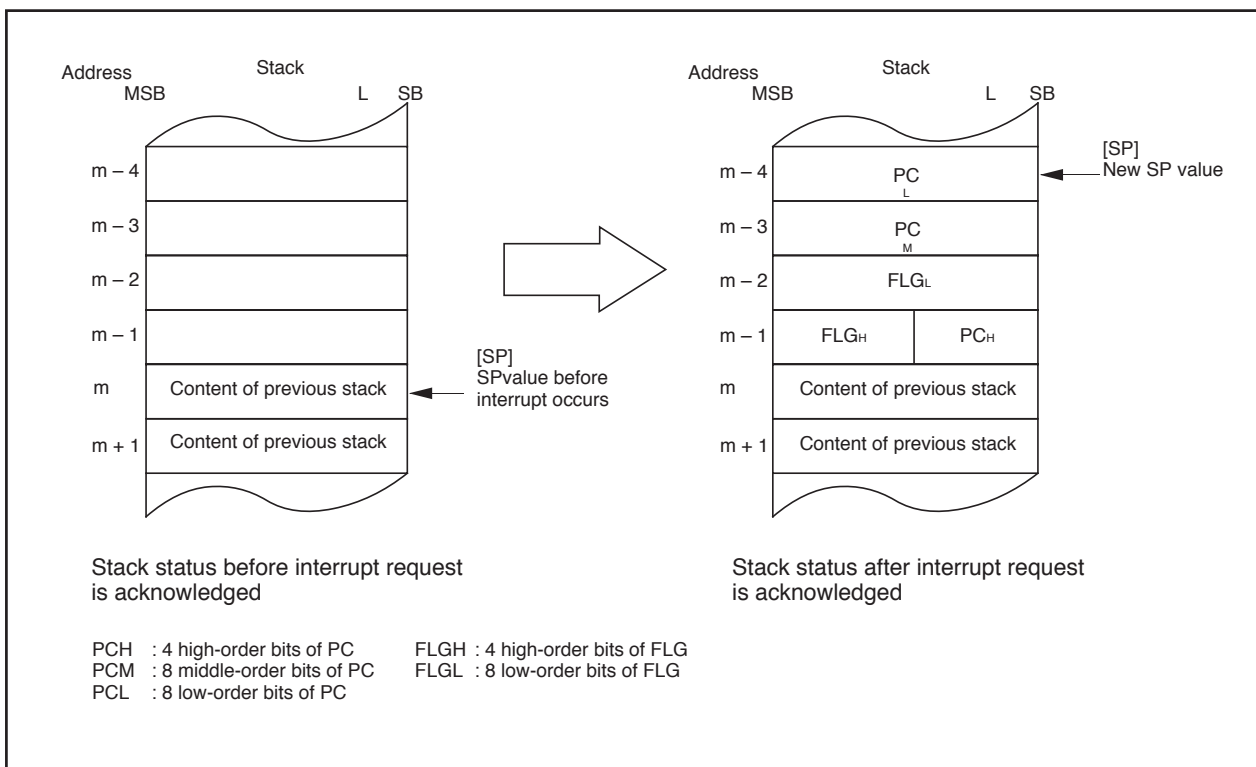 Address
Stack
MSB
L SB
m – 4
m – 3
m – 2
m – 1
m
Content of previous stack
m + 1
Content of previous stack
[SP]
SPvalue before
interrupt occurs
Stack status before interrupt request
is acknowledged
Address
Stack
MSB
L SB
m – 4
PC
L
m – 3
PC
M
m – 2
FLGL
m – 1
FLGH
PCH
m
Content of previous stack
m + 1
Content of previous stack
[SP]
New SP value
Stack status after interrupt request
is acknowledged
PCH : 4 high-order bits of PC
PCM : 8 middle-order bits of PC
PCL : 8 low-order bits of PC
FLGH : 4 high-order bits of FLG
FLGL : 8 low-order bits of FLG